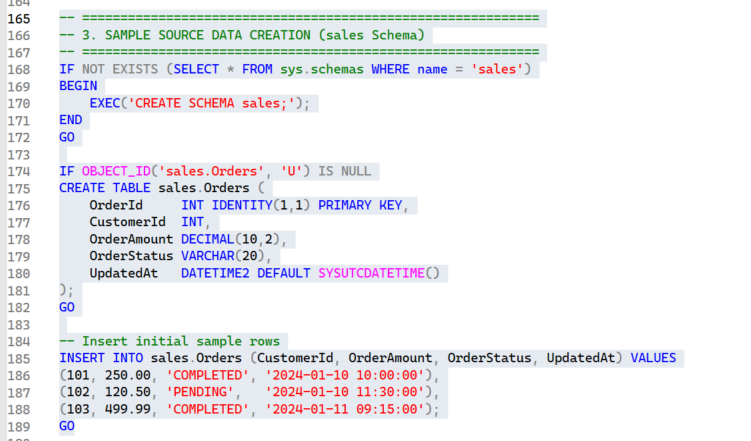 164
165 -- ============================================================
166 -- 3. SAMPLE SOURCE DATA CREATION (sales Schema)
167 -- ============================================================
168 IF NOT EXISTS (SELECT * FROM sys.schemas WHERE name = 'sales')
169 BEGIN
170     EXEC('CREATE SCHEMA sales;');
171 END
172 GO
173
174 IF OBJECT_ID('sales.Orders', 'U') IS NULL
175 CREATE TABLE sales.Orders (
176     OrderId     INT IDENTITY(1,1) PRIMARY KEY,
177     CustomerId  INT,
178     OrderAmount DECIMAL(10,2),
179     OrderStatus VARCHAR(20),
180     UpdatedAt   DATETIME2 DEFAULT SYSUTCDATETIME()
181 );
182 GO
183
184 -- Insert initial sample rows
185 INSERT INTO sales.Orders (CustomerId, OrderAmount, OrderStatus, UpdatedAt) VALUES
186 (101, 250.00, 'COMPLETED', '2024-01-10 10:00:00'),
187 (102, 120.50, 'PENDING',   '2024-01-10 11:30:00'),
188 (103, 499.99, 'COMPLETED', '2024-01-11 09:15:00');
189 GO